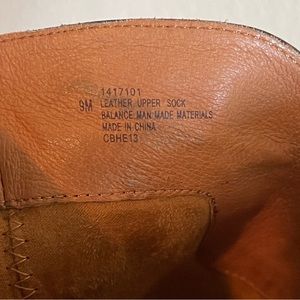 1417101
9M LEATHER UPPER SOCK
BALANCE MAN MADE MATERIALS
MADE IN CHINA
CBHE13